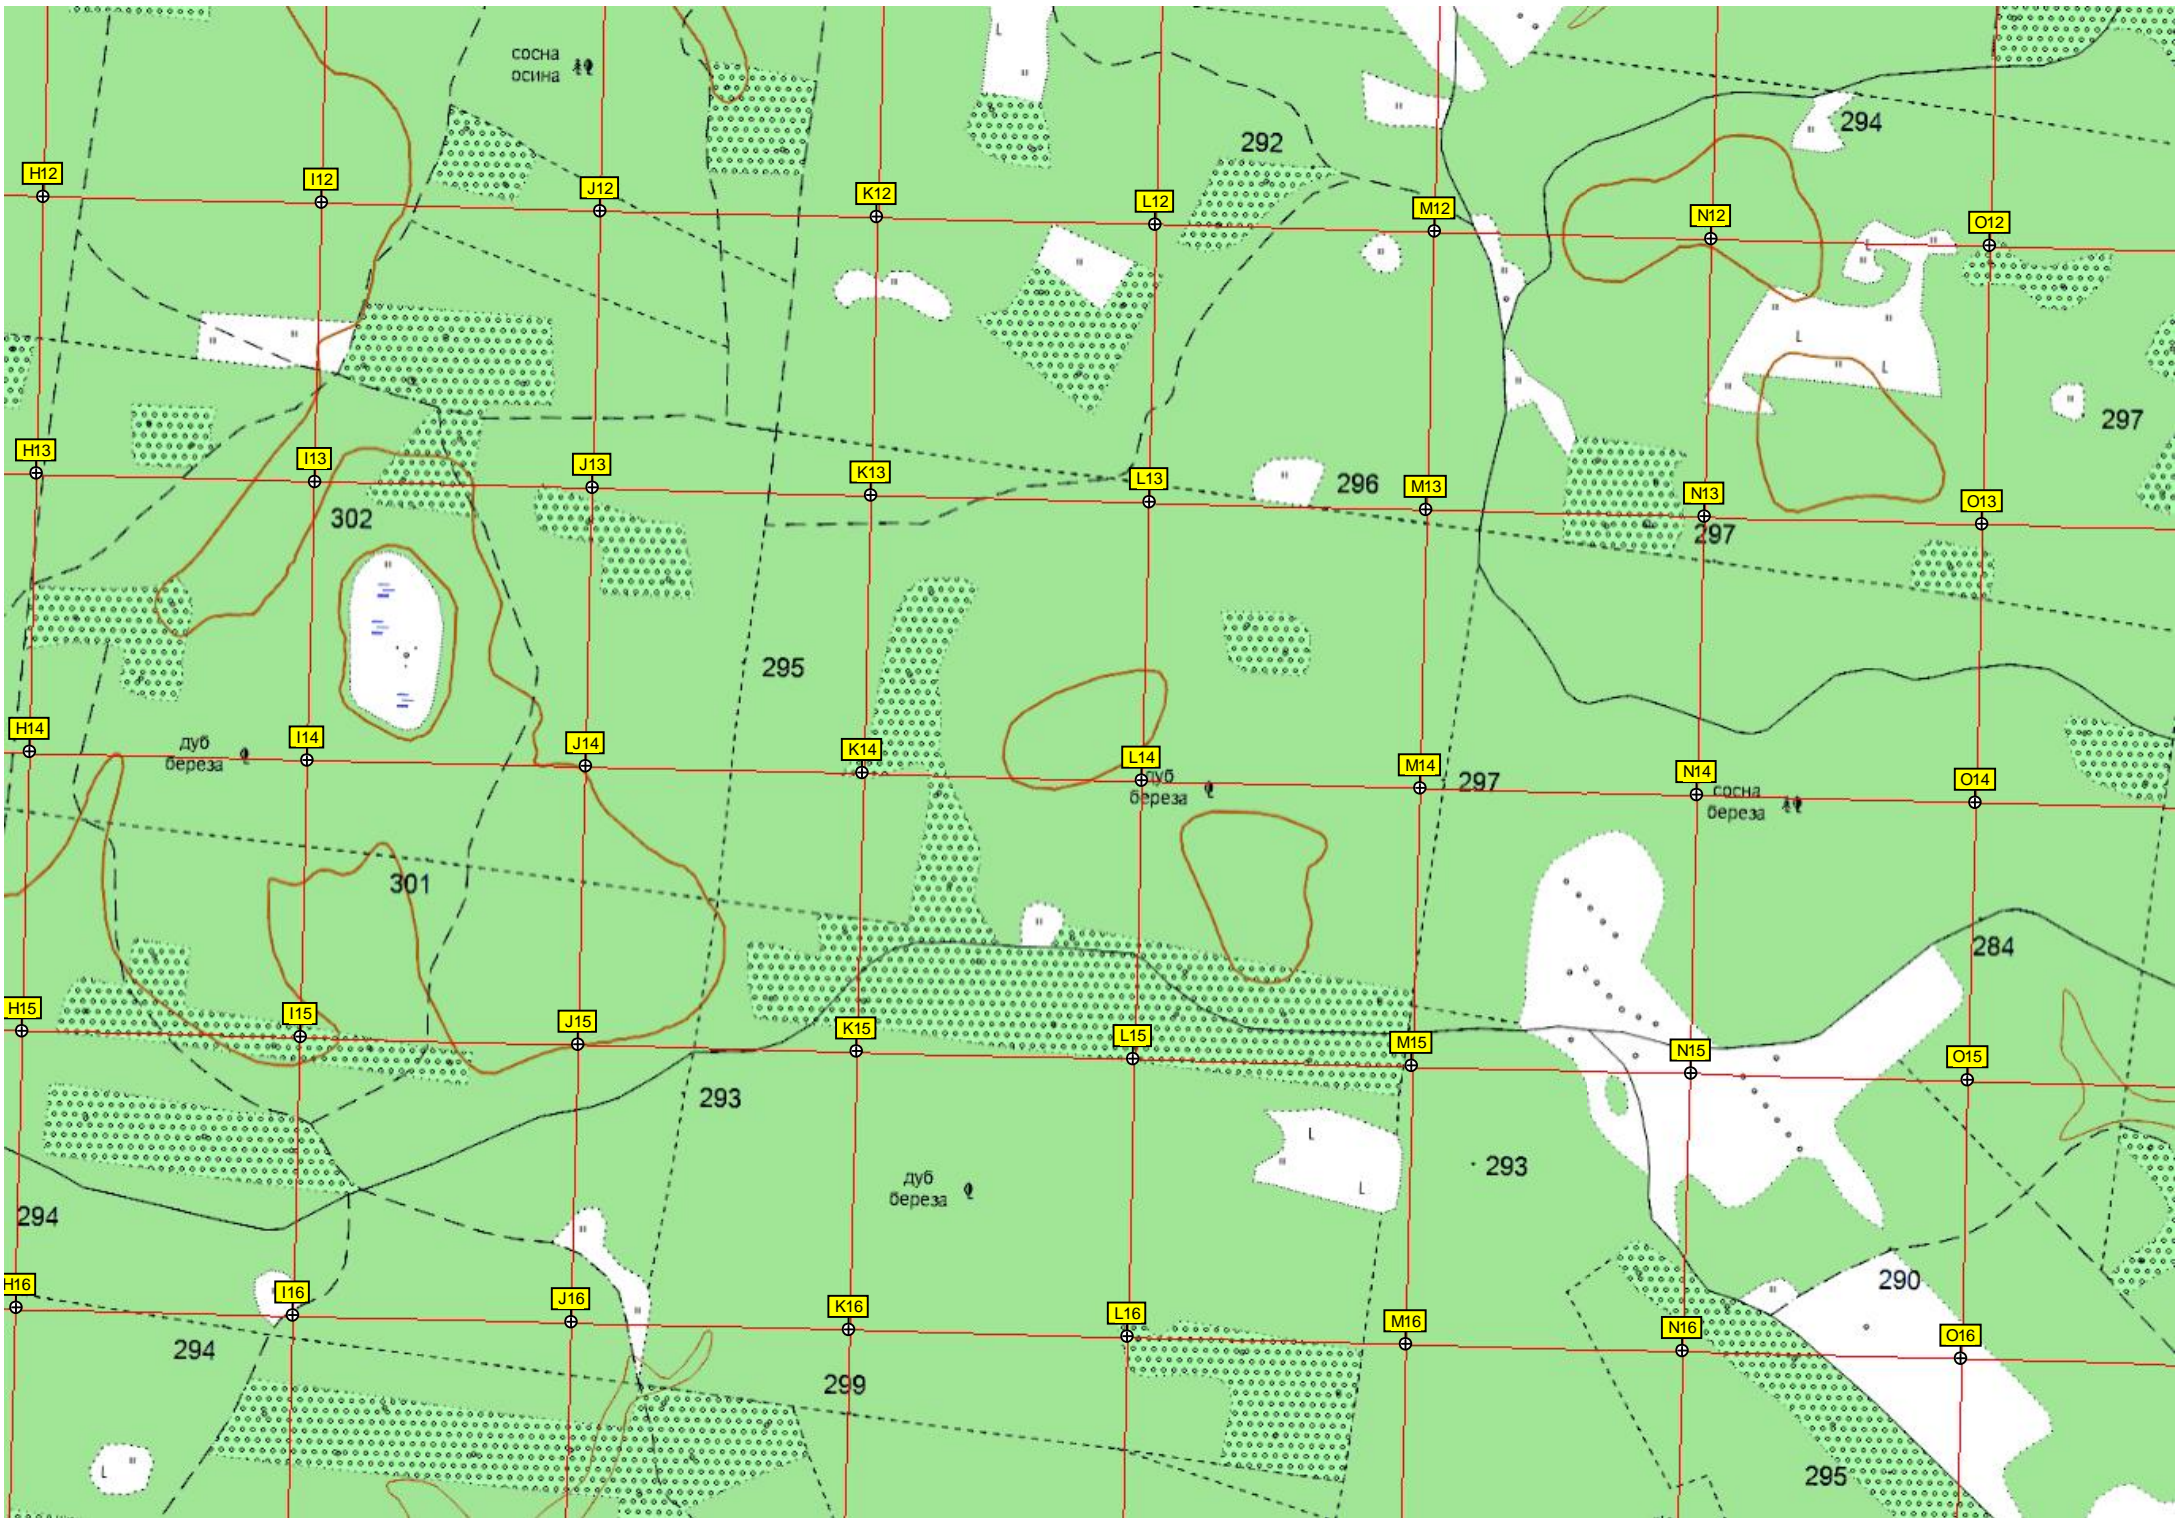 сосна
осина
292
294
H12
I12
J12
K12
L12
M12
N12
O12
297
H13
I13
J13
K13
L13
296
M13
N13
O13
302
297
295
H14
дуб
береза
I14
J14
K14
L14
дуб
береза
M14
297
N14
сосна
береза
O14
301
284
H15
I15
J15
K15
L15
M15
N15
O15
293
293
дуб
береза
294
290
H16
I16
J16
K16
L16
M16
N16
O16
294
299
295